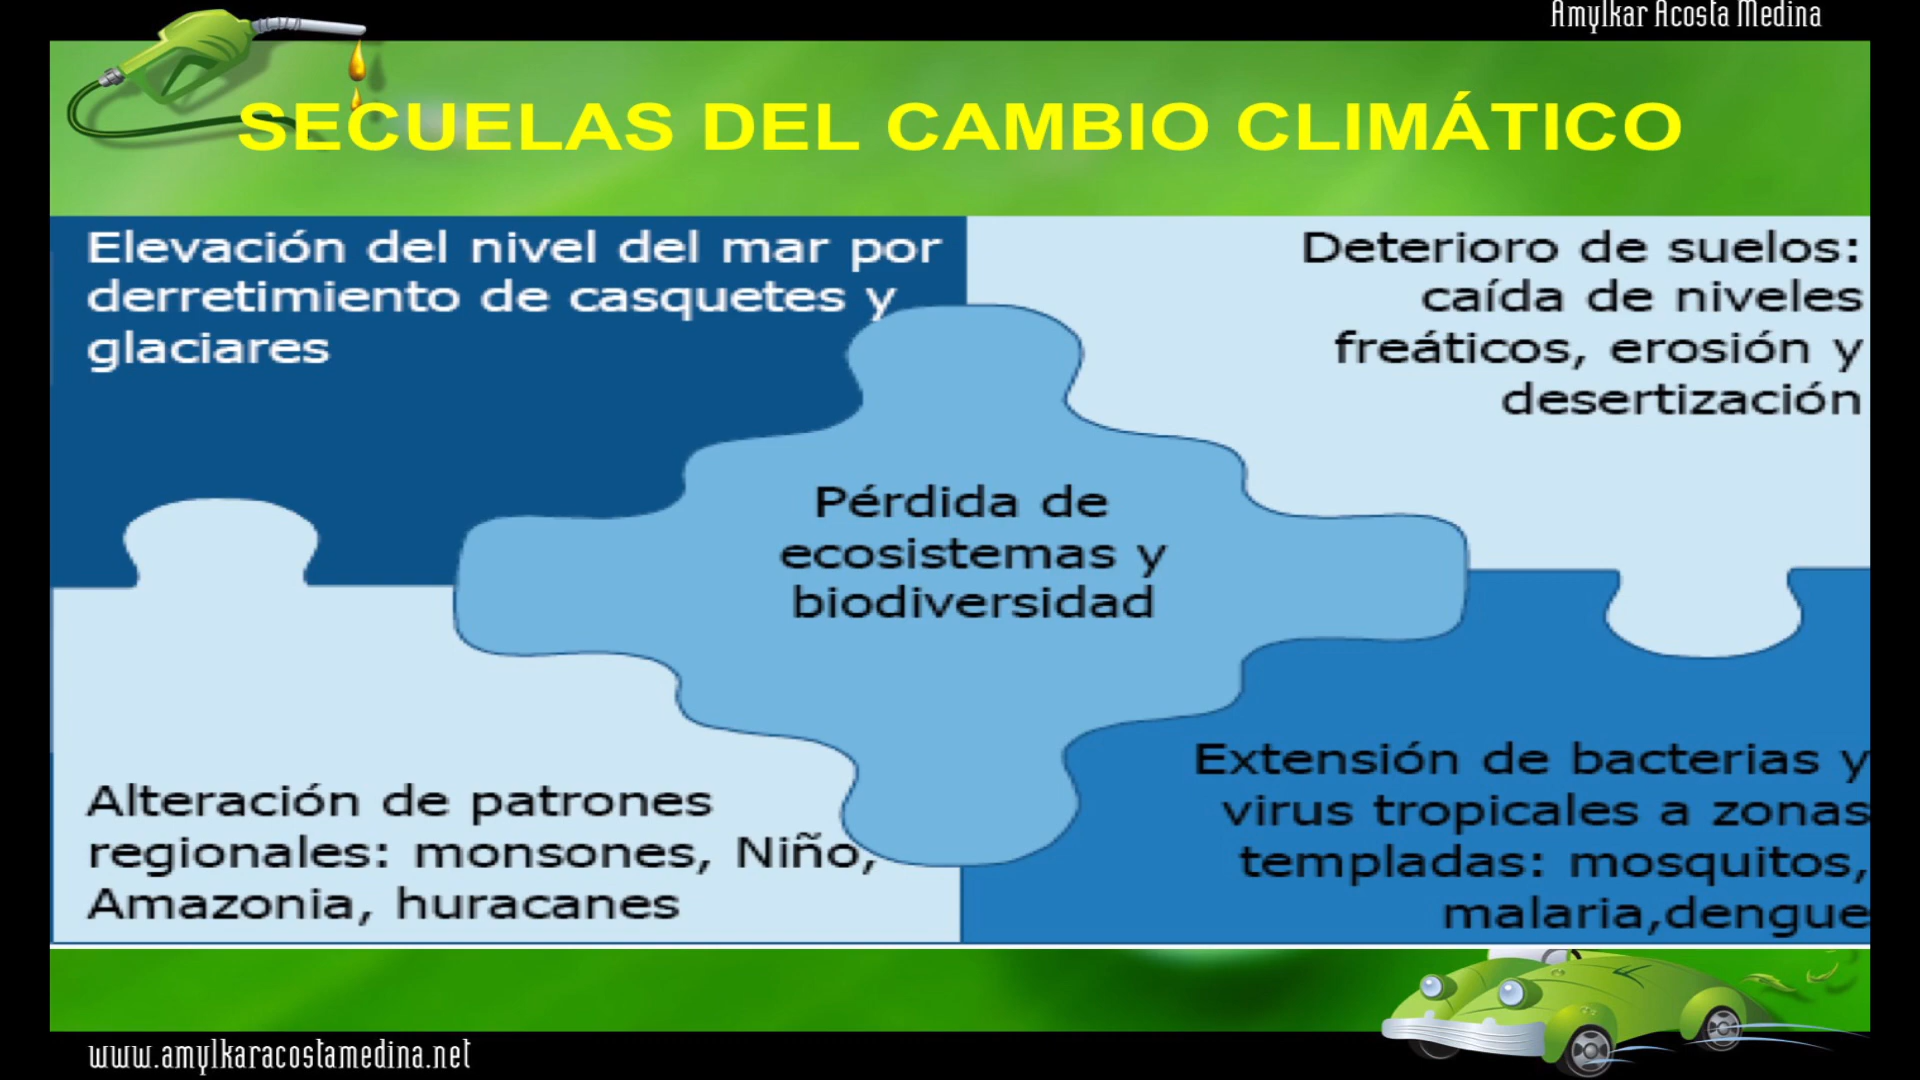 Amylkar Acosta Medina
SECUELAS DEL CAMBIO CLIMÁTICO
Elevación del nivel del mar por
derretimiento de casquetes y
glaciares
Deterioro de suelos:
caída de niveles
freáticos, erosión y
desertización
Pérdida de
ecosistemas y
biodiversidad
Alteración de patrones
regionales: monsones, Niño,
Amazonia, huracanes
Extensión de bacterias y
virus tropicales a zonas
templadas: mosquitos,
malaria,dengue
www.amylkaracostamedina.net